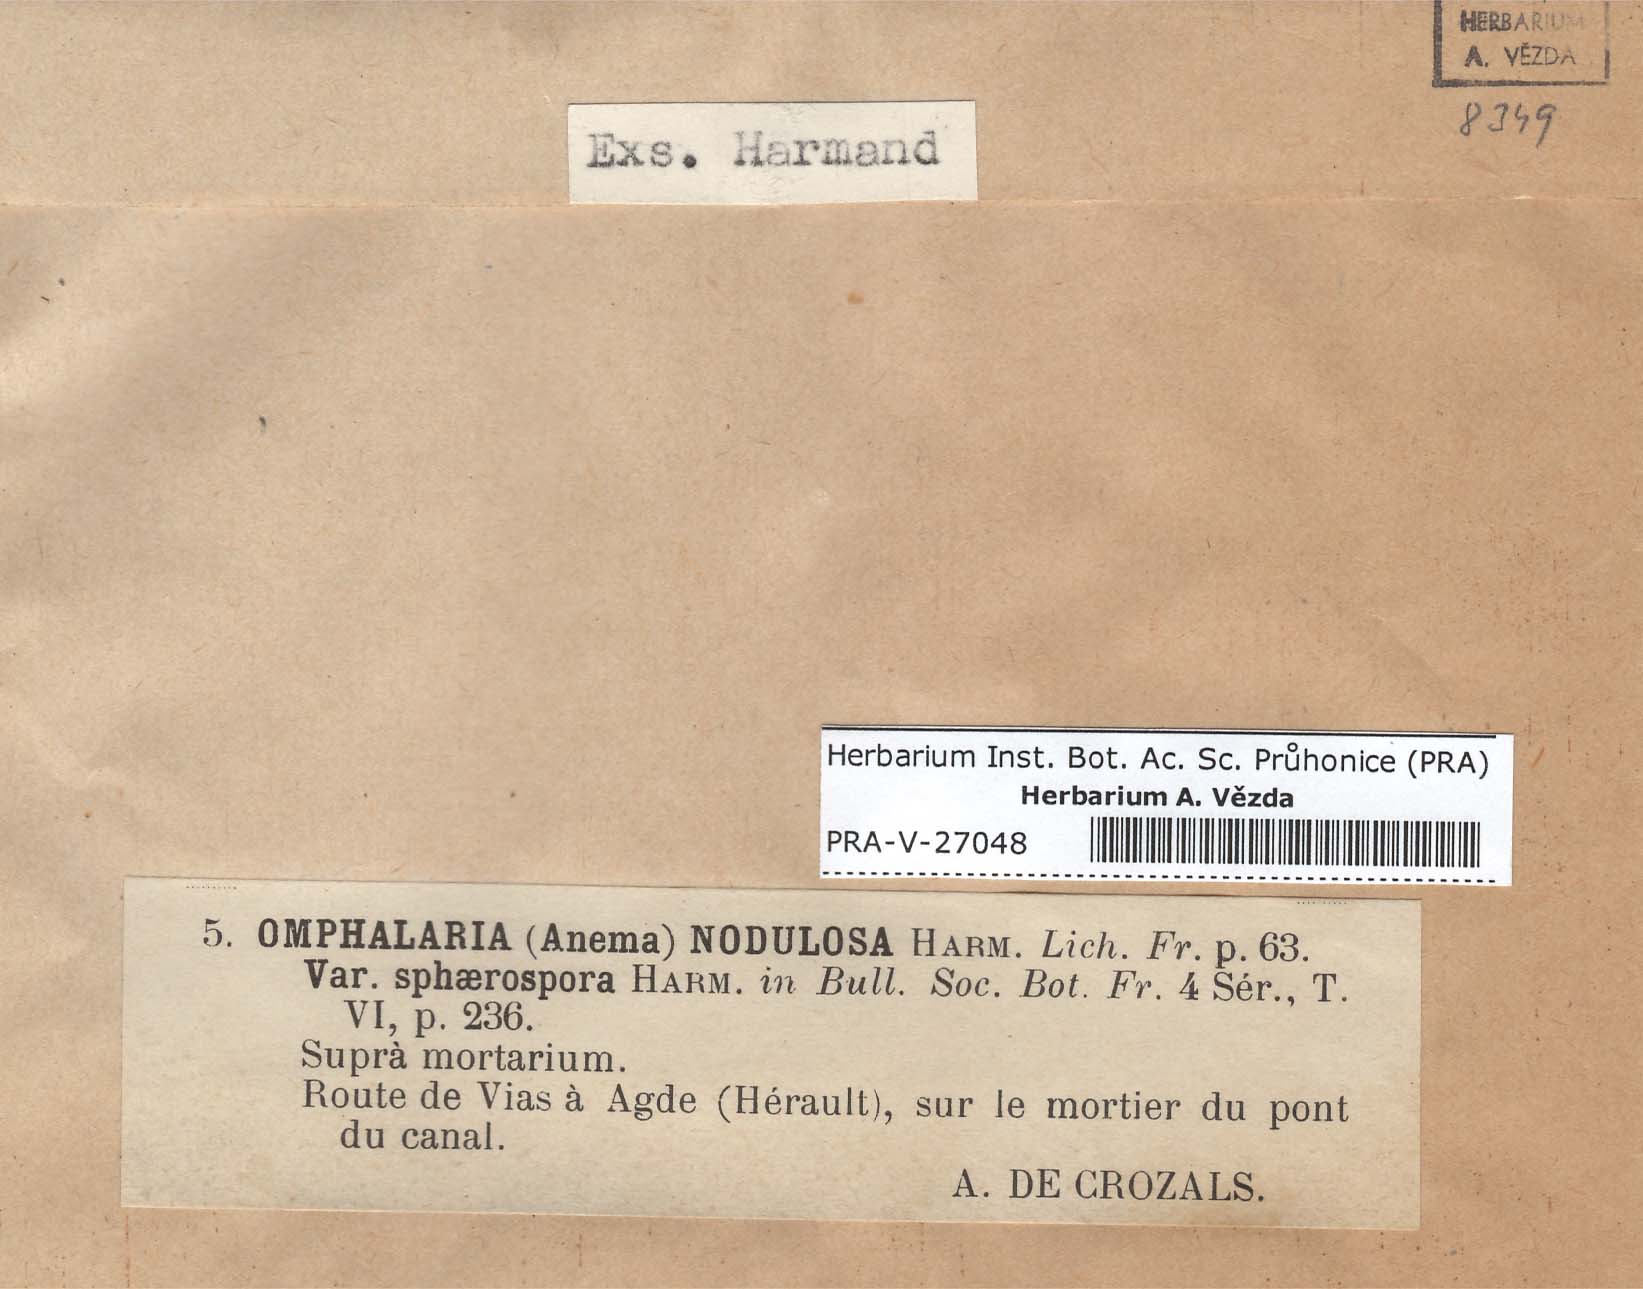 HERBARIUM
A. VĚZDA
8349
Exs. Harmand
Herbarium Inst. Bot. Ac. Sc. Průhonice (PRA)
Herbarium A. Vězda
PRA-V-27048
5. OMPHALARIA (Anema) NODULOSA HARM. Lich. Fr. p. 63.
Var. sphærospora HARM. in Bull. Soc. Bot. Fr. 4 Sér., T.
VI, p. 236.
Suprà mortarium.
Route de Vias à Agde (Hérault), sur le mortier du pont
du canal.
A. DE CROZALS.